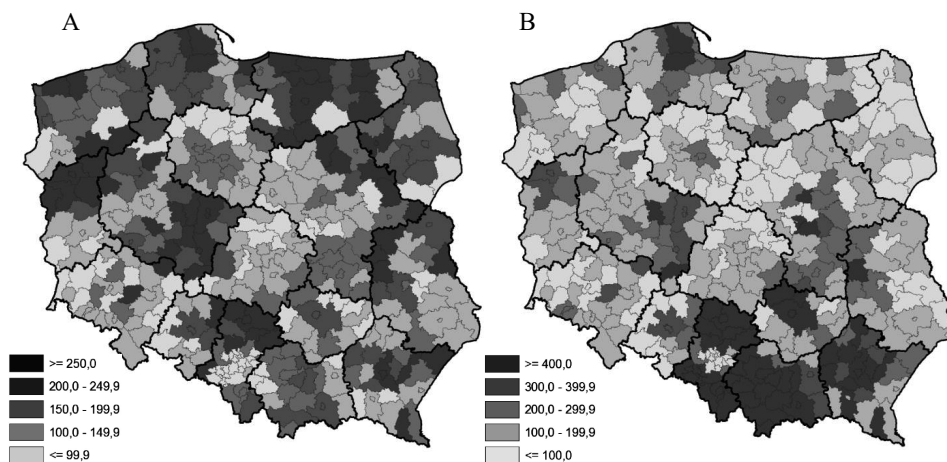 A
B
>= 250,0
200,0 - 249,9
150,0 - 199,9
100,0 - 149,9
<= 99,9
>= 400,0
300,0 - 399,9
200,0 - 299,9
100,0 - 199,9
<= 100,0